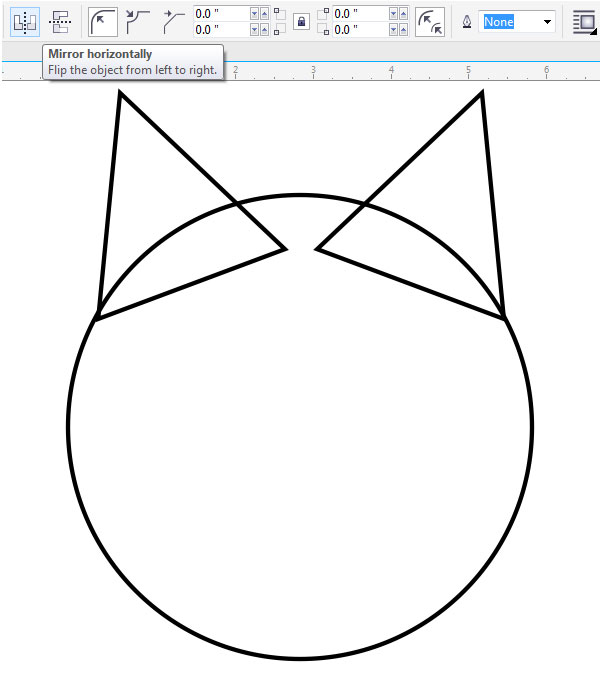 0.0 " 0.0 " None
0.0 " 0.0 "
Mirror horizontally
Flip the object from left to right.
2 3 4 5 6